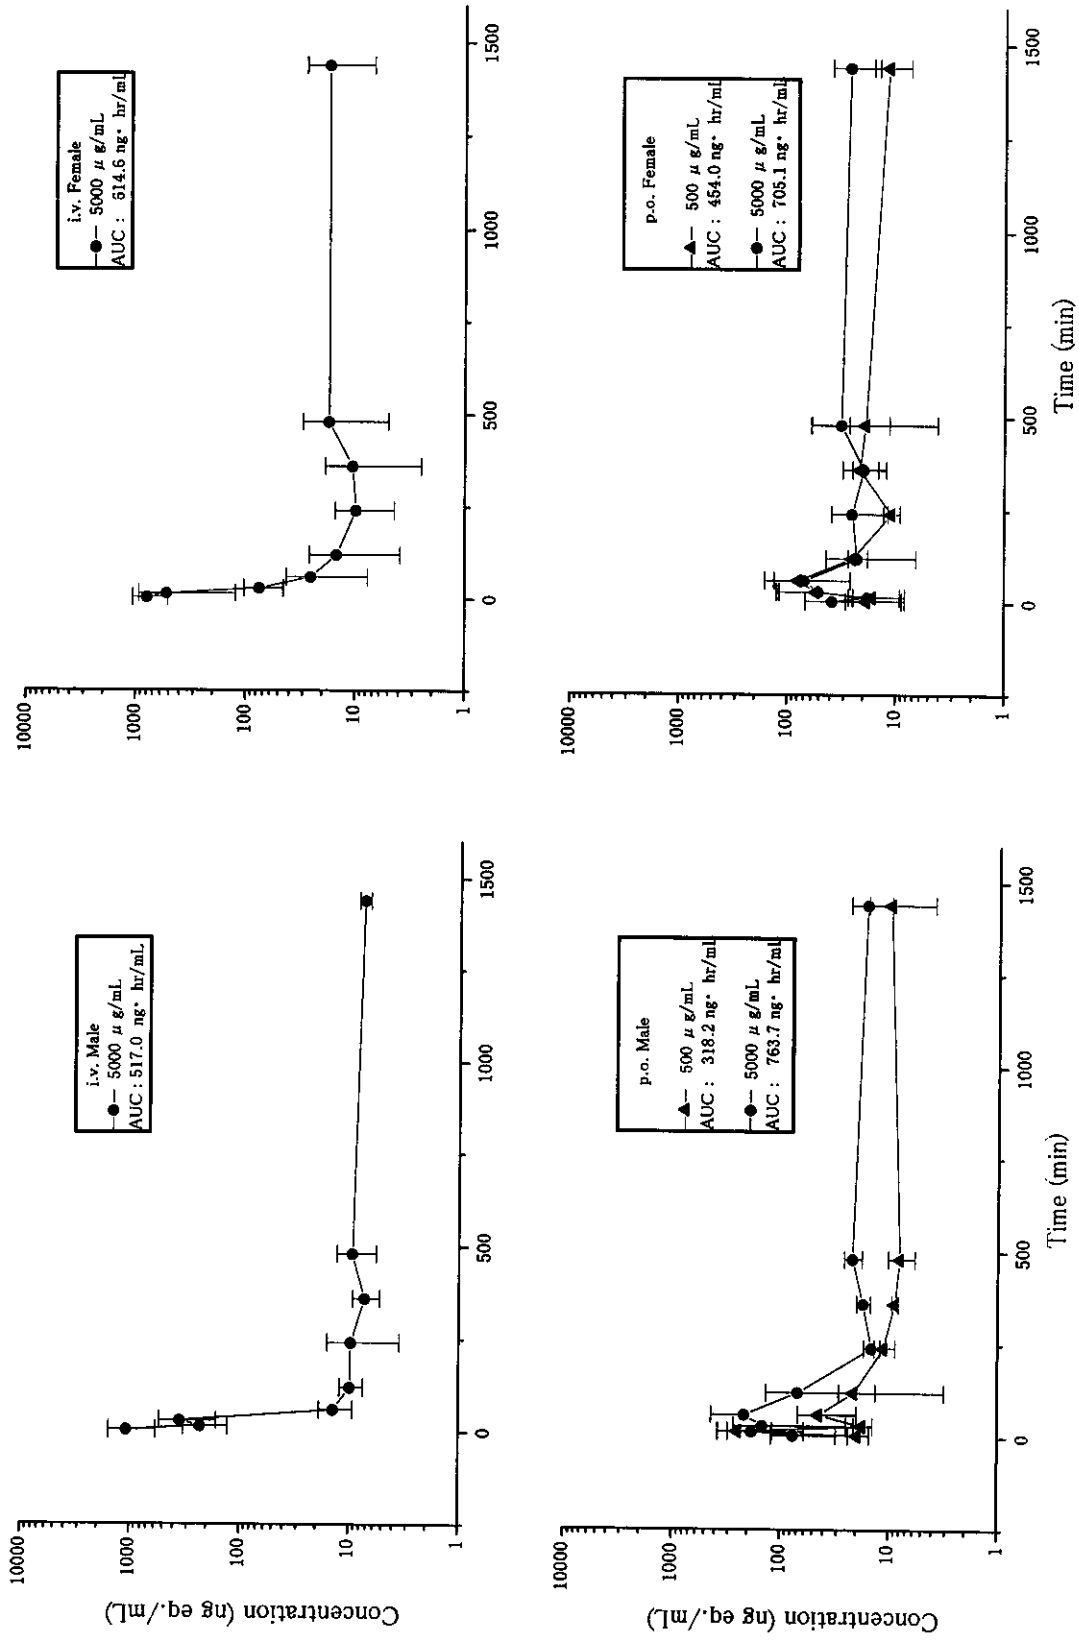 i.v. Male
5000 μ g/mL
AUC : 517.0 ng· hr/mL
10000
1000
100
10
1
0
500
1000
1500
Concentration (ng eq./mL)
i.v. Female
5000 μ g/mL
AUC : 614.6 ng· hr/mL
10000
1000
100
10
1
0
500
1000
1500
p.o. Male
500 μ g/mL
AUC : 318.2 ng· hr/mL
5000 μ g/mL
AUC : 763.7 ng· hr/mL
10000
1000
100
10
1
0
500
1000
1500
Concentration (ng eq./mL)
Time (min)
p.o. Female
500 μ g/mL
AUC : 454.0 ng· hr/mL
5000 μ g/mL
AUC : 705.1 ng· hr/mL
10000
1000
100
10
1
0
500
1000
1500
Time (min)